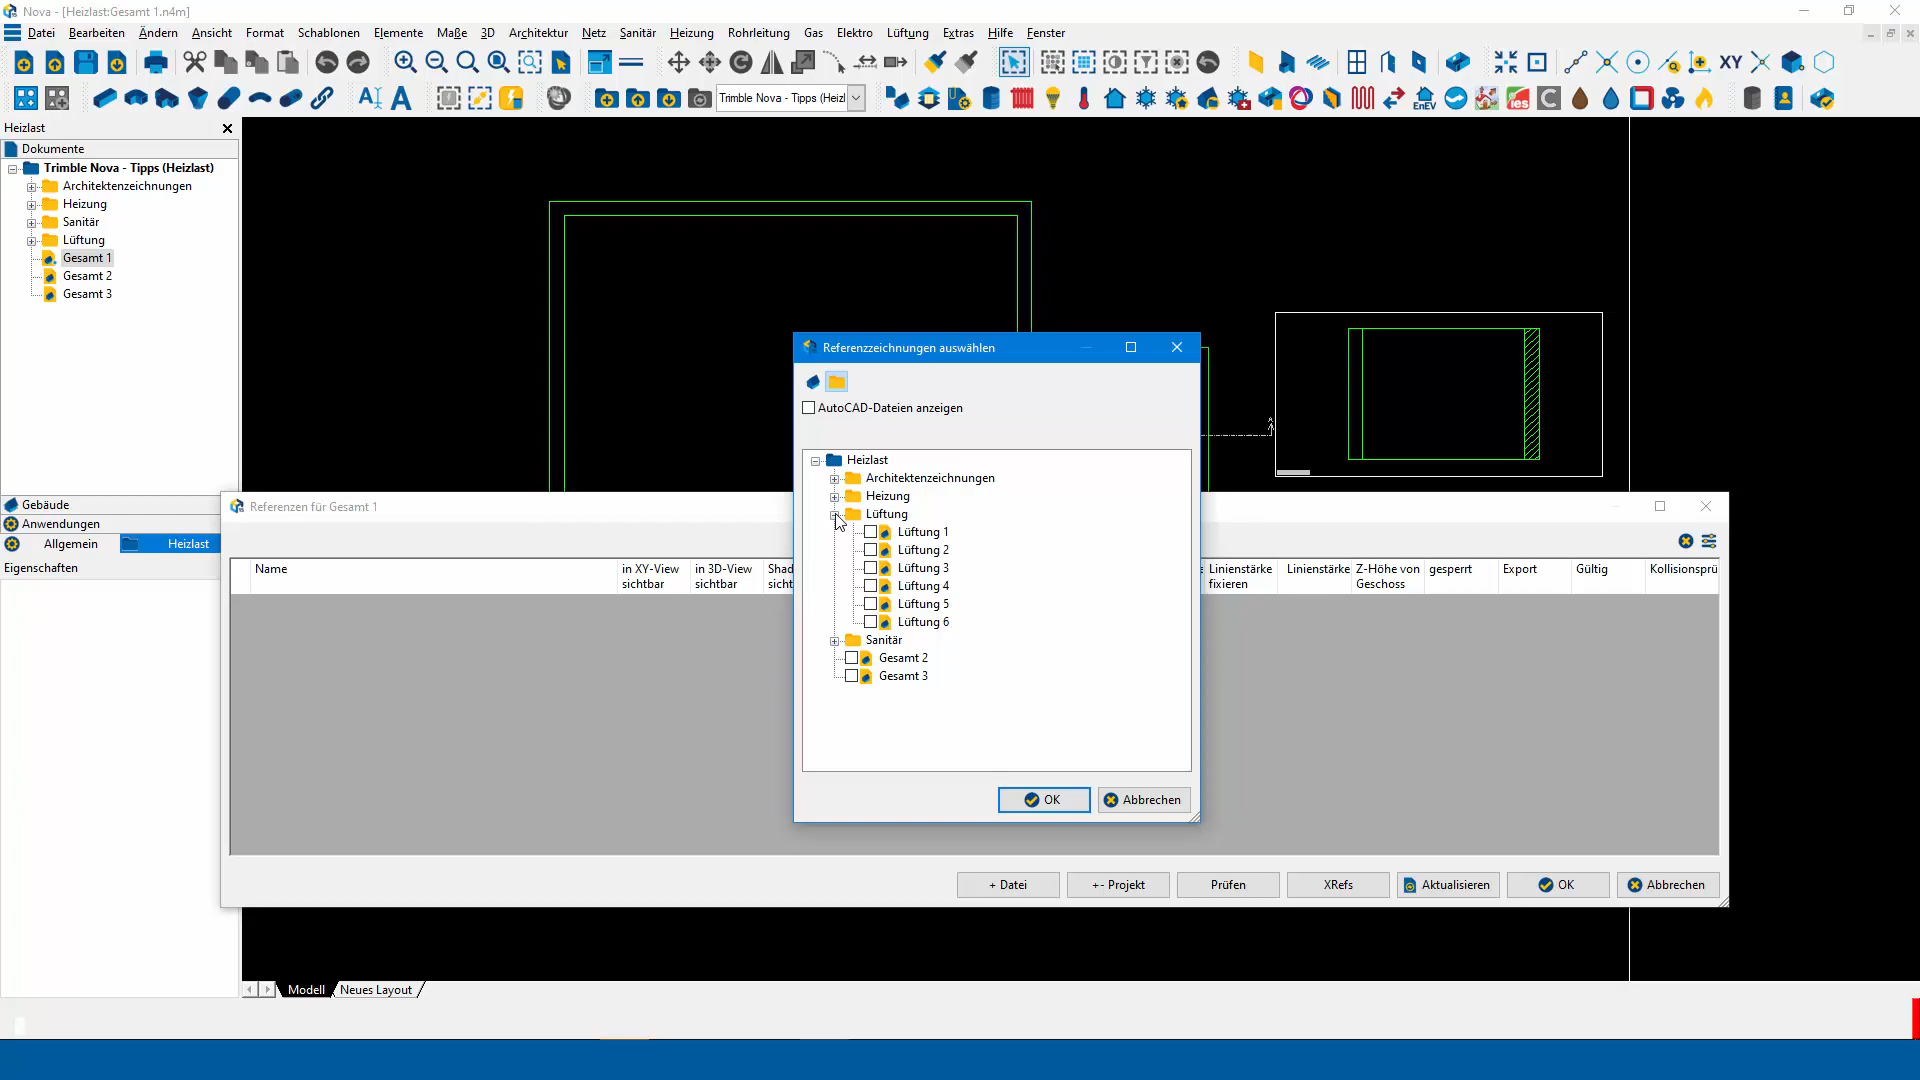 Nova - [Heizlast:Gesamt 1.n4m]
Datei Bearbeiten Ändern Ansicht Format Schablonen Elemente Maße 3D Architektur Netz Sanitär Heizung Rohrleitung Gas Elektro Lüftung Extras Hilfe Fenster
XY
Trimble Nova - Tipps (Heizl
EnEV
ies
Heizlast
Dokumente
Trimble Nova - Tipps (Heizlast)
Architektenzeichnungen
Heizung
Sanitär
Lüftung
Gesamt 1
Gesamt 2
Gesamt 3
Gebäude
Anwendungen
Allgemein Heizlast
Eigenschaften
Referenzzeichnungen auswählen
AutoCAD-Dateien anzeigen
Heizlast
Architektenzeichnungen
Heizung
Lüftung
Lüftung 1
Lüftung 2
Lüftung 3
Lüftung 4
Lüftung 5
Lüftung 6
Sanitär
Gesamt 2
Gesamt 3
OK Abbrechen
Referenzen für Gesamt 1
Name in XY-View sichtbar in 3D-View sichtbar Shad sicht Linienstärke fixieren Linienstärke Z-Höhe von Geschoss gesperrt Export Gültig Kollisionsprü
+ Datei +- Projekt Prüfen XRefs Aktualisieren OK Abbrechen
Modell Neues Layout